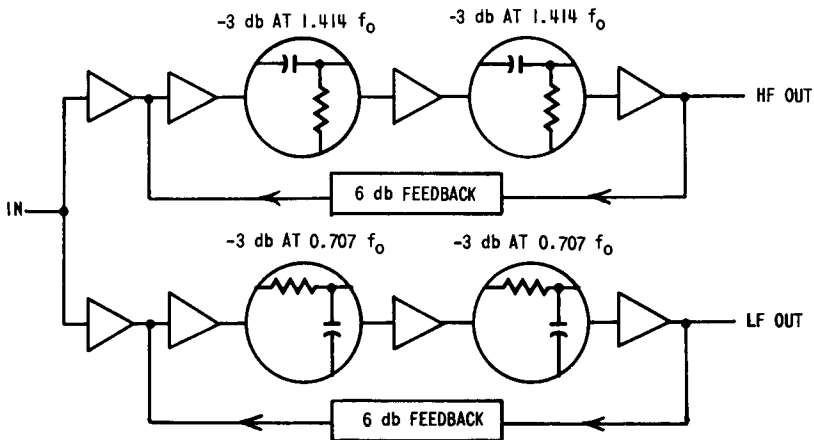 -3 db AT 1.414 fo
-3 db AT 1.414 fo
HF OUT
6 db FEEDBACK
IN
-3 db AT 0.707 fo
-3 db AT 0.707 fo
LF OUT
6 db FEEDBACK